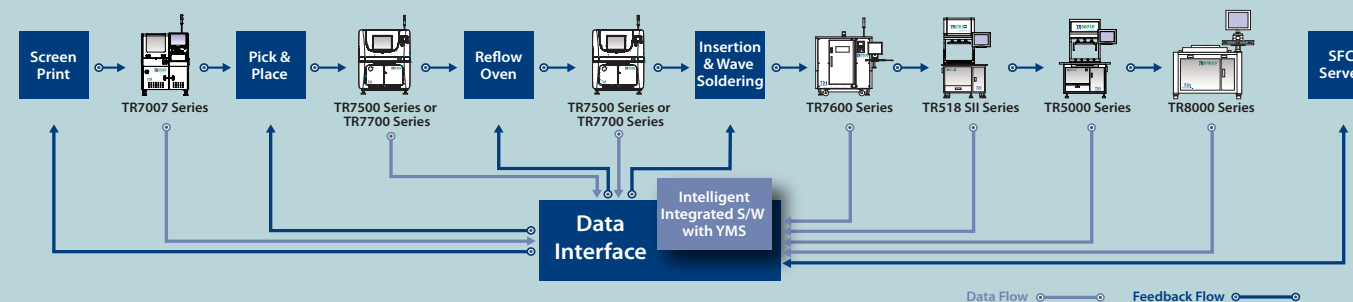 Screen
Print
TR7007 Series
Pick &
Place
TR7500 Series or
TR7700 Series
Reflow
Oven
TR7500 Series or
TR7700 Series
Insertion
& Wave
Soldering
TR7600 Series
TR518 SII Series
TR5000 Series
TR8000 Series
SFC
Serve
Data
Interface
Intelligent
Integrated S/W
with YMS
Data Flow
Feedback Flow